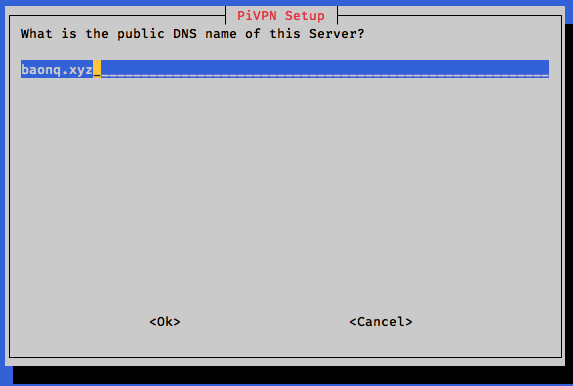 PiVPN Setup
What is the public DNS name of this Server?
baonq.xyz
<Ok> <Cancel>